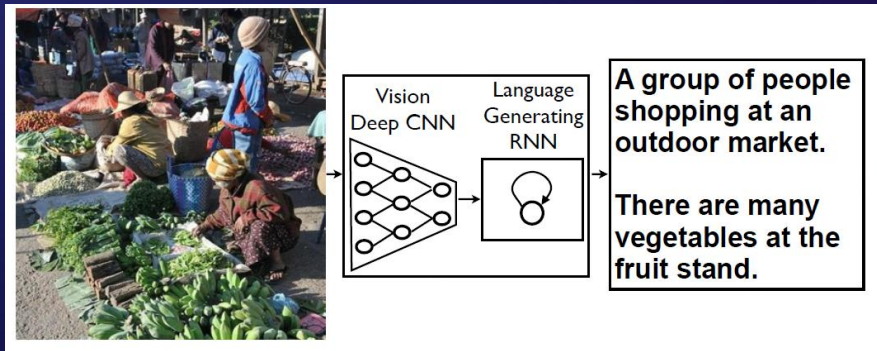 Vision
Deep CNN
Language
Generating
RNN
A group of people
shopping at an
outdoor market.
There are many
vegetables at the
fruit stand.